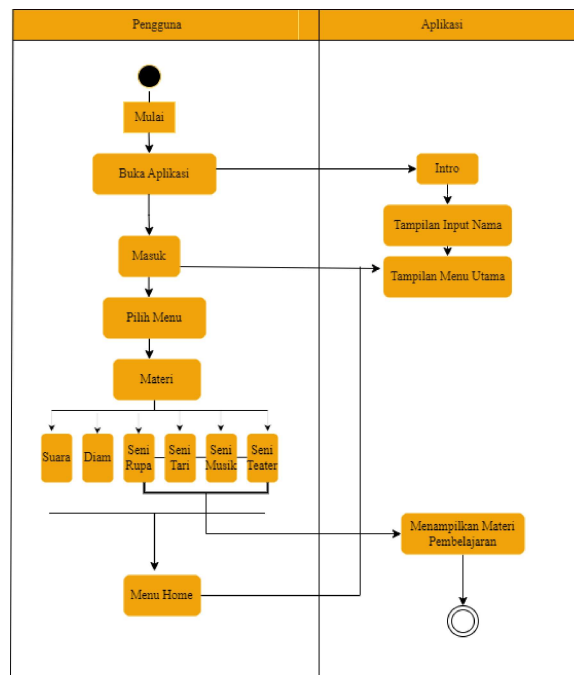 Pengguna
Aplikasi
Mulai
Buka Aplikasi
Intro
Tampilan Input Nama
Masuk
Tampilan Menu Utama
Pilih Menu
Materi
Suara
Diam
Seni
Rupa
Seni
Tari
Seni
Musik
Seni
Teater
Menampilkan Materi
Pembelajaran
Menu Home